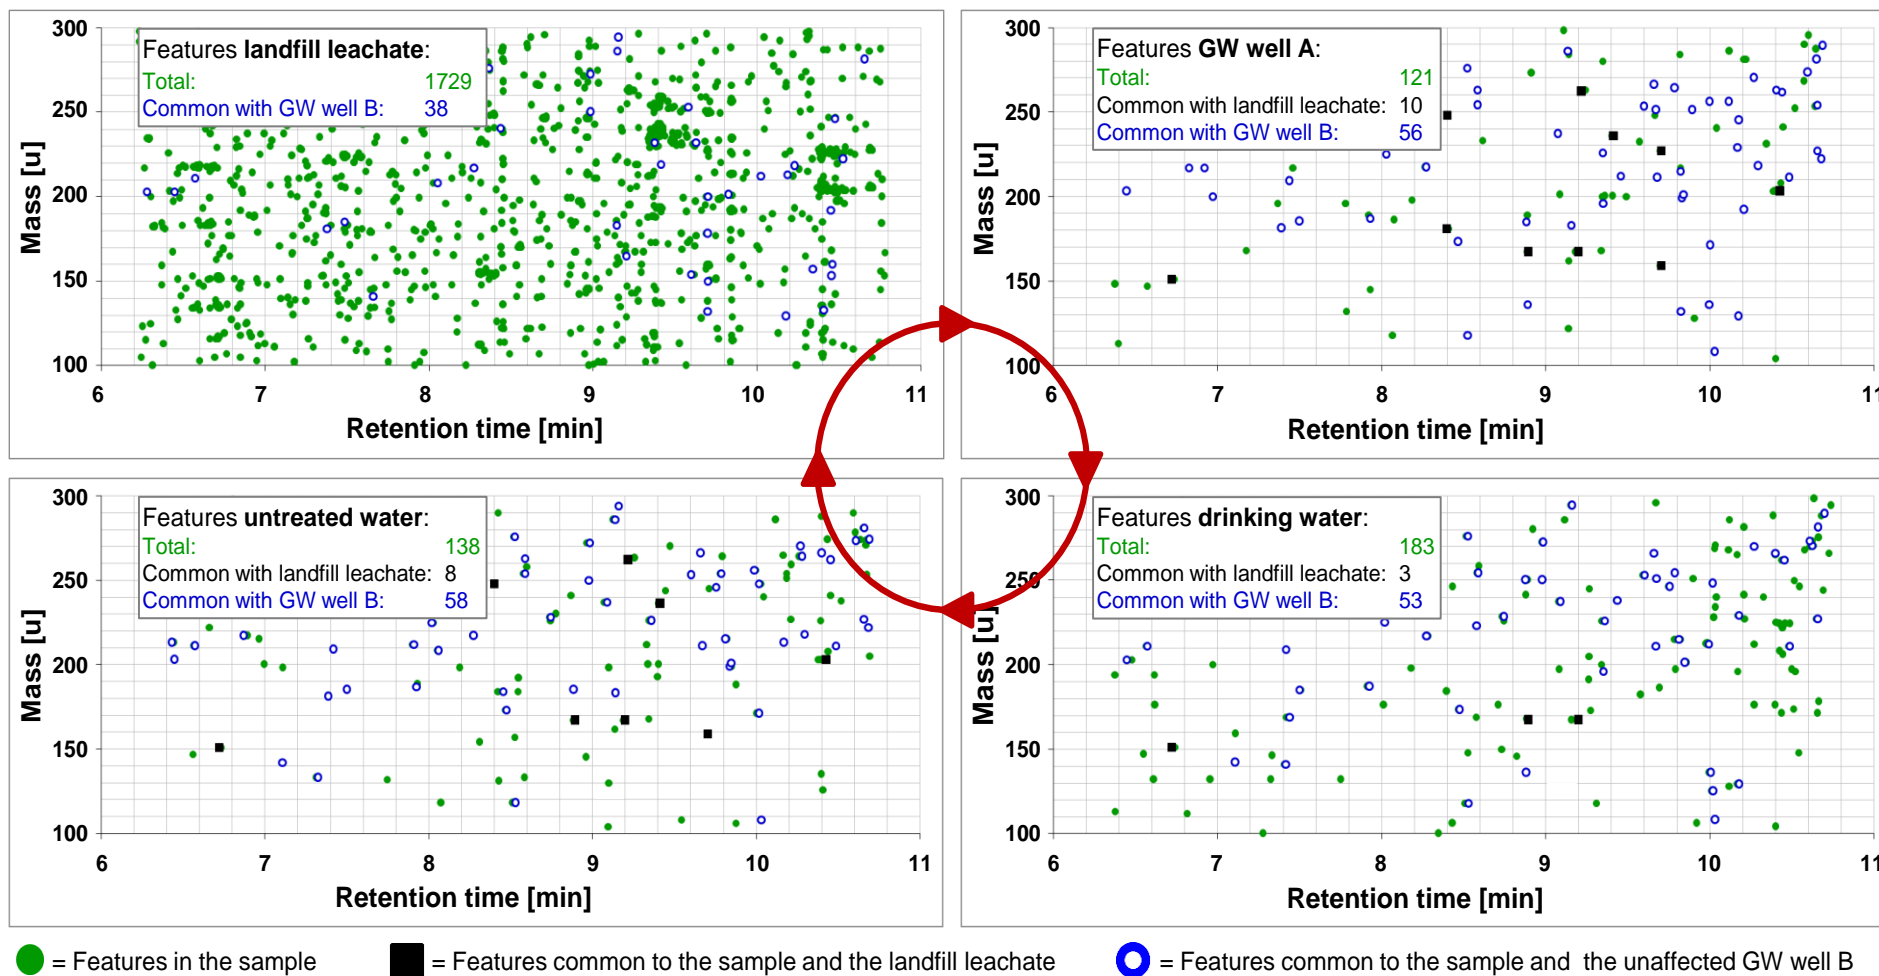 Features landfill leachate:
Total: 1729
Common with GW well B: 38
300
250
200
150
100
Mass [u]
6 7 8 9 10 11
Retention time [min]
Features GW well A:
Total: 121
Common with landfill leachate: 10
Common with GW well B: 56
300
250
200
150
100
Mass [u]
6 7 8 9 10 11
Retention time [min]
Features untreated water:
Total: 138
Common with landfill leachate: 8
Common with GW well B: 58
300
250
200
150
100
Mass [u]
6 7 8 9 10 11
Retention time [min]
Features drinking water:
Total: 183
Common with landfill leachate: 3
Common with GW well B: 53
300
250
200
150
100
Mass [u]
6 7 8 9 10 11
Retention time [min]
= Features in the sample
= Features common to the sample and the landfill leachate
= Features common to the sample and the unaffected GW well B